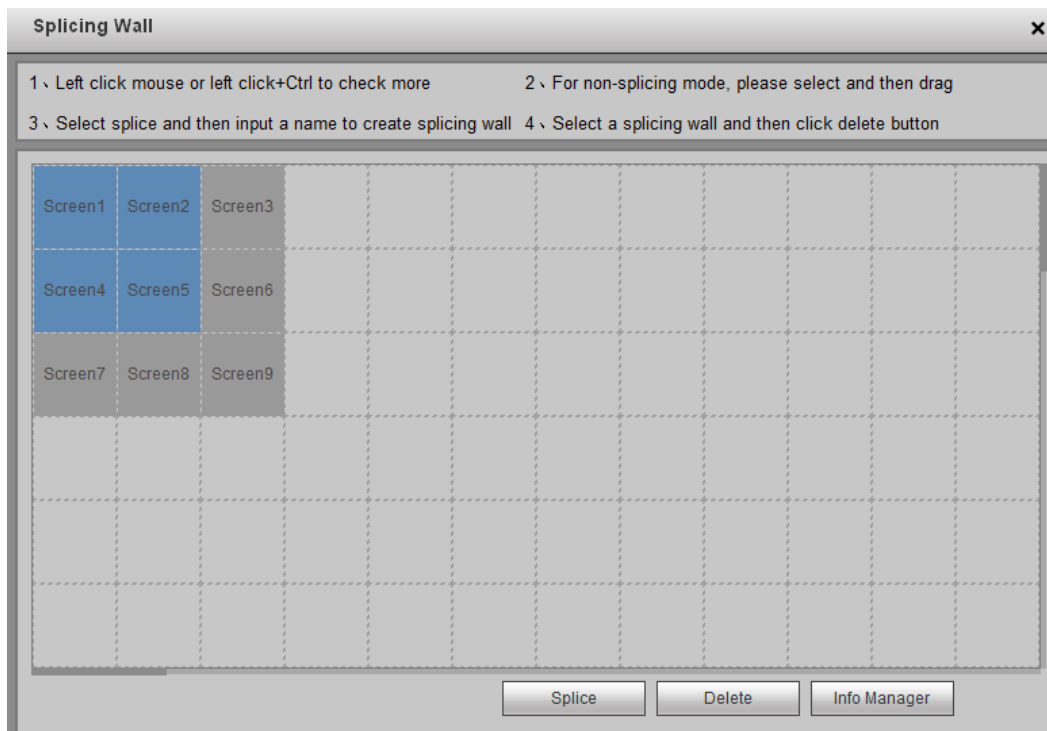 Splicing Wall
1、Left click mouse or left click+Ctrl to check more
2、For non-splicing mode, please select and then drag
3、Select splice and then input a name to create splicing wall
4、Select a splicing wall and then click delete button
Screen1 Screen2 Screen3
Screen4 Screen5 Screen6
Screen7 Screen8 Screen9
Splice Delete Info Manager